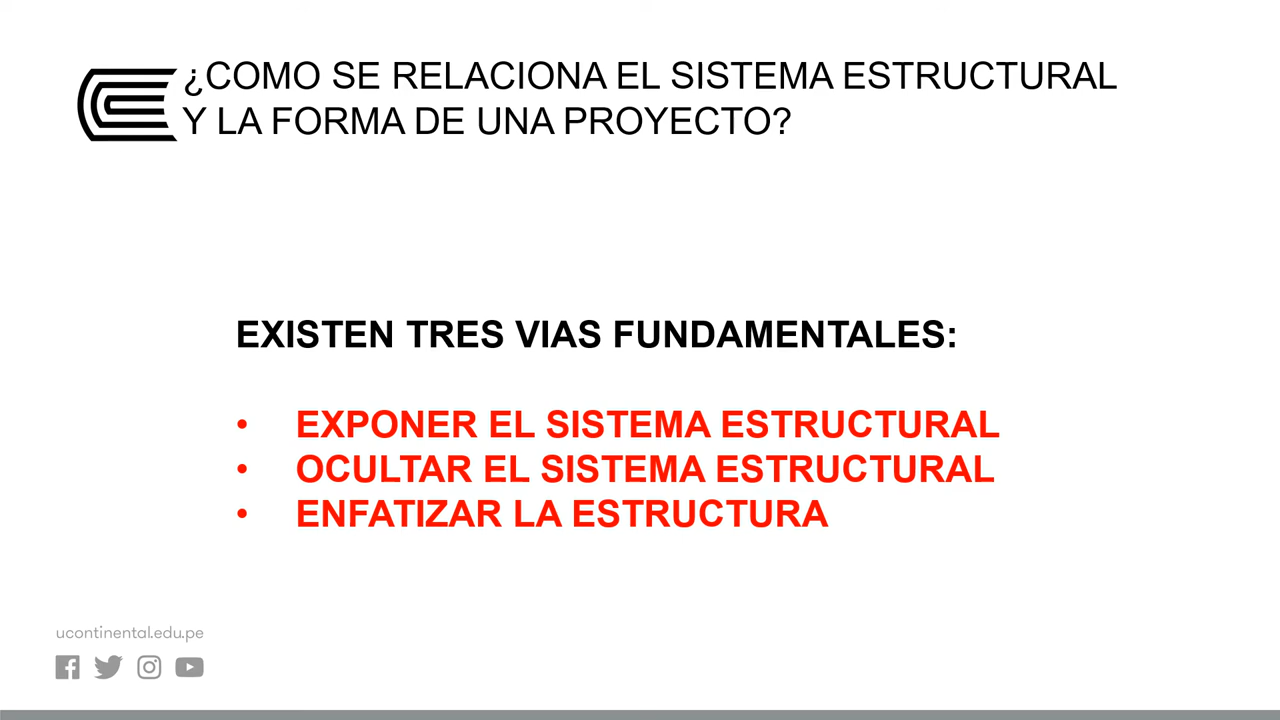 ¿COMO SE RELACIONA EL SISTEMA ESTRUCTURAL
Y LA FORMA DE UNA PROYECTO?
EXISTEN TRES VIAS FUNDAMENTALES:
• EXPONER EL SISTEMA ESTRUCTURAL
• OCULTAR EL SISTEMA ESTRUCTURAL
• ENFATIZAR LA ESTRUCTURA
ucontinental.edu.pe